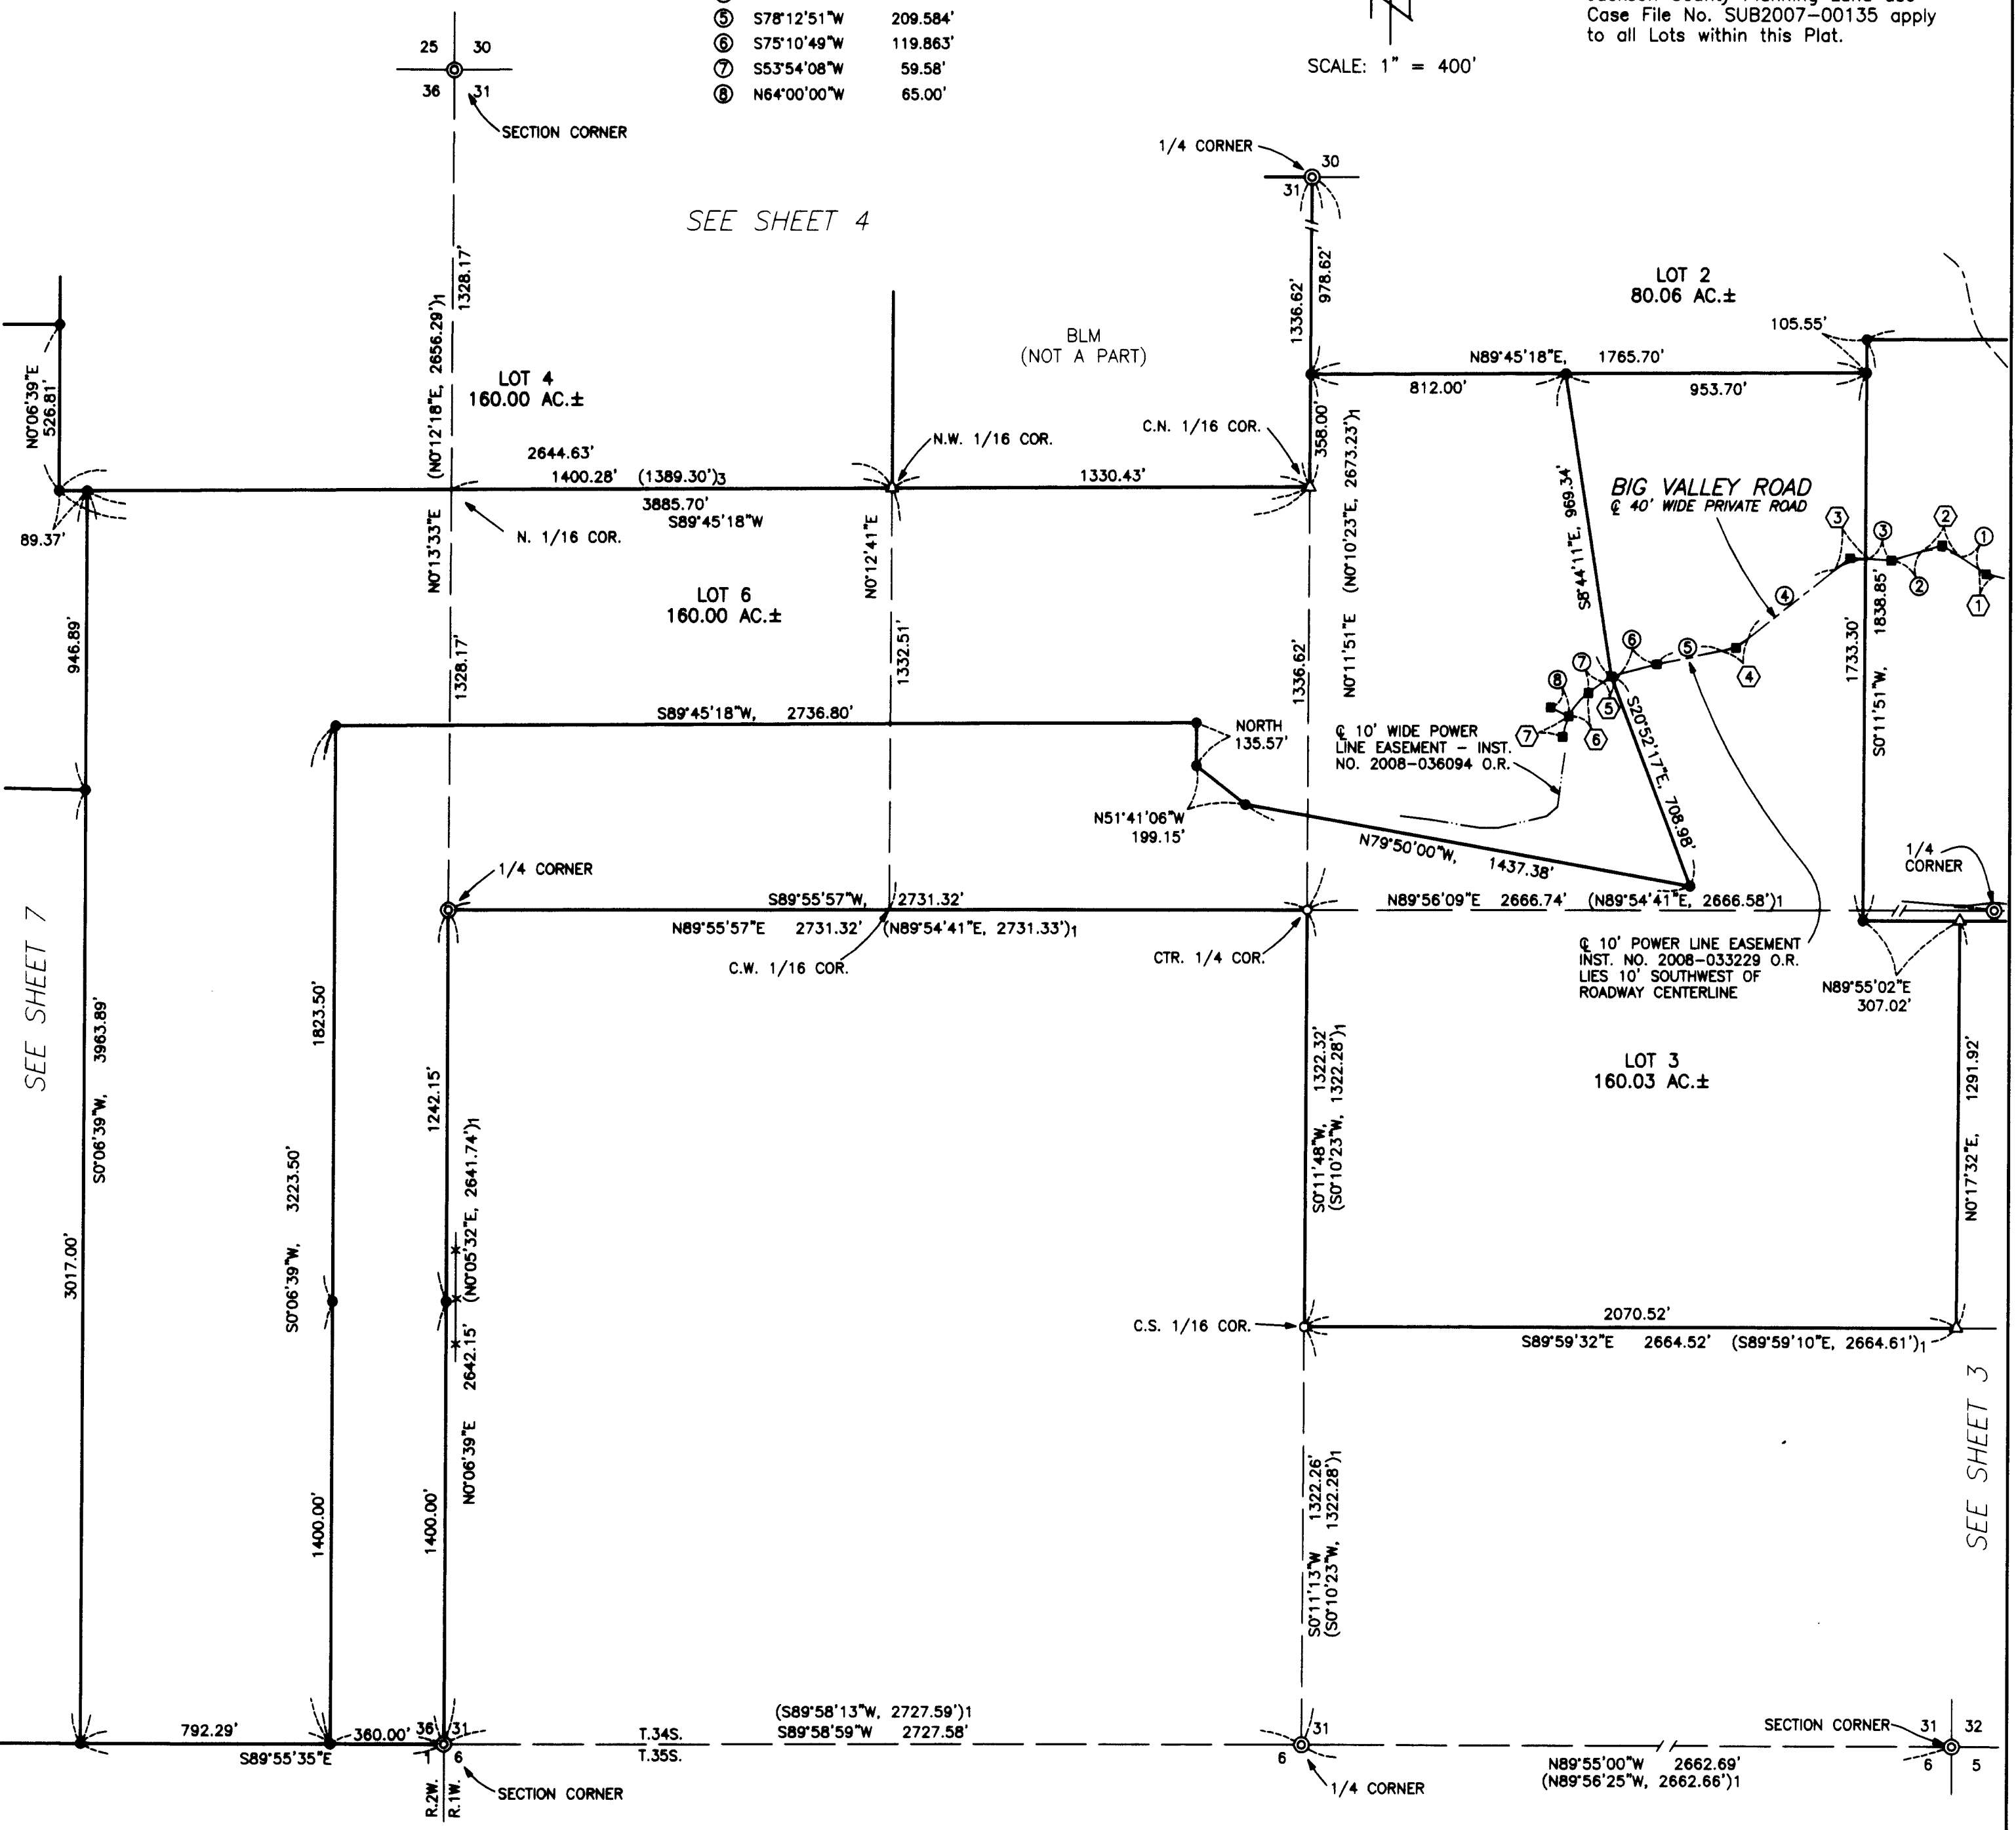 ⑤ S78°12'51"W 209.584'
⑥ S75°10'49"W 119.863'
⑦ S53°54'08"W 59.58'
⑧ N64°00'00"W 65.00'
Case File No. SUB2007-00135 apply
to all Lots within this Plat.
SCALE: 1" = 400'
25 30
36 31
SECTION CORNER
1/4 CORNER
30
31
SEE SHEET 4
1328.17'
(N0°12'18"E, 2656.29')1
1336.62'
978.62'
LOT 2
80.06 AC.±
105.55'
BLM
(NOT A PART)
N89°45'18"E, 1765.70'
812.00'
953.70'
N0°06'39"E
526.81'
LOT 4
160.00 AC.±
N.W. 1/16 COR.
C.N. 1/16 COR.
358.00'
(N0°10'23"E, 2673.23')1
2644.63'
1400.28' (1389.30')3
1330.43'
3885.70'
S89°45'18"W
89.37'
N. 1/16 COR.
N0°13'33"E
N0°12'41"E
N0°11'51"E
S8°44'11"E, 969.34'
BIG VALLEY ROAD
℄ 40' WIDE PRIVATE ROAD
3
③
2
①
②
1
④
LOT 6
160.00 AC.±
946.89'
1328.17'
1332.51'
1336.62'
1733.30'
S0°11'51"W, 1838.85'
⑥
⑤
4
⑦
⑧
5
7
6
S89°45'18"W, 2736.80'
NORTH
135.57'
℄ 10' WIDE POWER
LINE EASEMENT - INST.
NO. 2008-036094 O.R.
S20°52'17"E, 708.98'
N51°41'06"W
199.15'
N79°50'00"W, 1437.38'
1/4 CORNER
1/4
CORNER
S89°55'57"W, 2731.32'
N89°55'57"E 2731.32' (N89°54'41"E, 2731.33')1
N89°56'09"E 2666.74' (N89°54'41"E, 2666.58')1
C.W. 1/16 COR.
CTR. 1/4 COR.
℄ 10' POWER LINE EASEMENT
INST. NO. 2008-033229 O.R.
LIES 10' SOUTHWEST OF
ROADWAY CENTERLINE
N89°55'02"E
307.02'
SEE SHEET 7
S0°06'39"W, 3963.89'
1823.50'
1242.15'
(N0°05'32"E, 2641.74')1
S0°11'48"W, 1322.32'
(S0°10'23"W, 1322.28')1
LOT 3
160.03 AC.±
N0°17'32"E, 1291.92'
3017.00'
S0°06'39"W, 3223.50'
N0°06'39"E 2642.15'
C.S. 1/16 COR.
2070.52'
S89°59'32"E 2664.52' (S89°59'10"E, 2664.61')1
SEE SHEET 3
1400.00'
1400.00'
S0°11'13"W 1322.26'
(S0°10'23"W, 1322.28')1
792.29'
360.00'
S89°55'35"E
36 31
1 6
T.34S.
T.35S.
R.2W.
R.1W.
SECTION CORNER
(S89°58'13"W, 2727.59')1
S89°58'59"W 2727.58'
31
6
1/4 CORNER
N89°55'00"W 2662.69'
(N89°56'25"W, 2662.66')1
SECTION CORNER
31 32
6 5